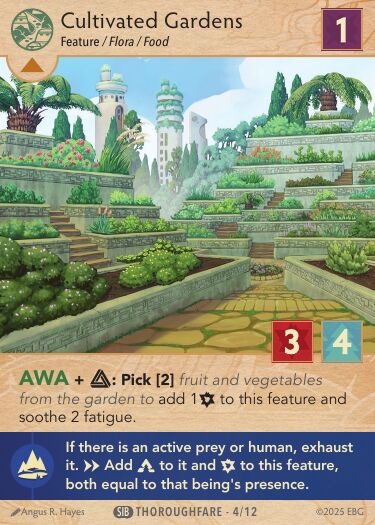 Cultivated Gardens
1
Feature / Flora / Food
3 4
AWA + : Pick [2] fruit and vegetables
from the garden to add 1 to this feature and
soothe 2 fatigue.
If there is an active prey or human, exhaust
it. Add to it and to this feature,
both equal to that being's presence.
Angus R. Hayes
SIB THOROUGHFARE - 4/12
©2025 EBG